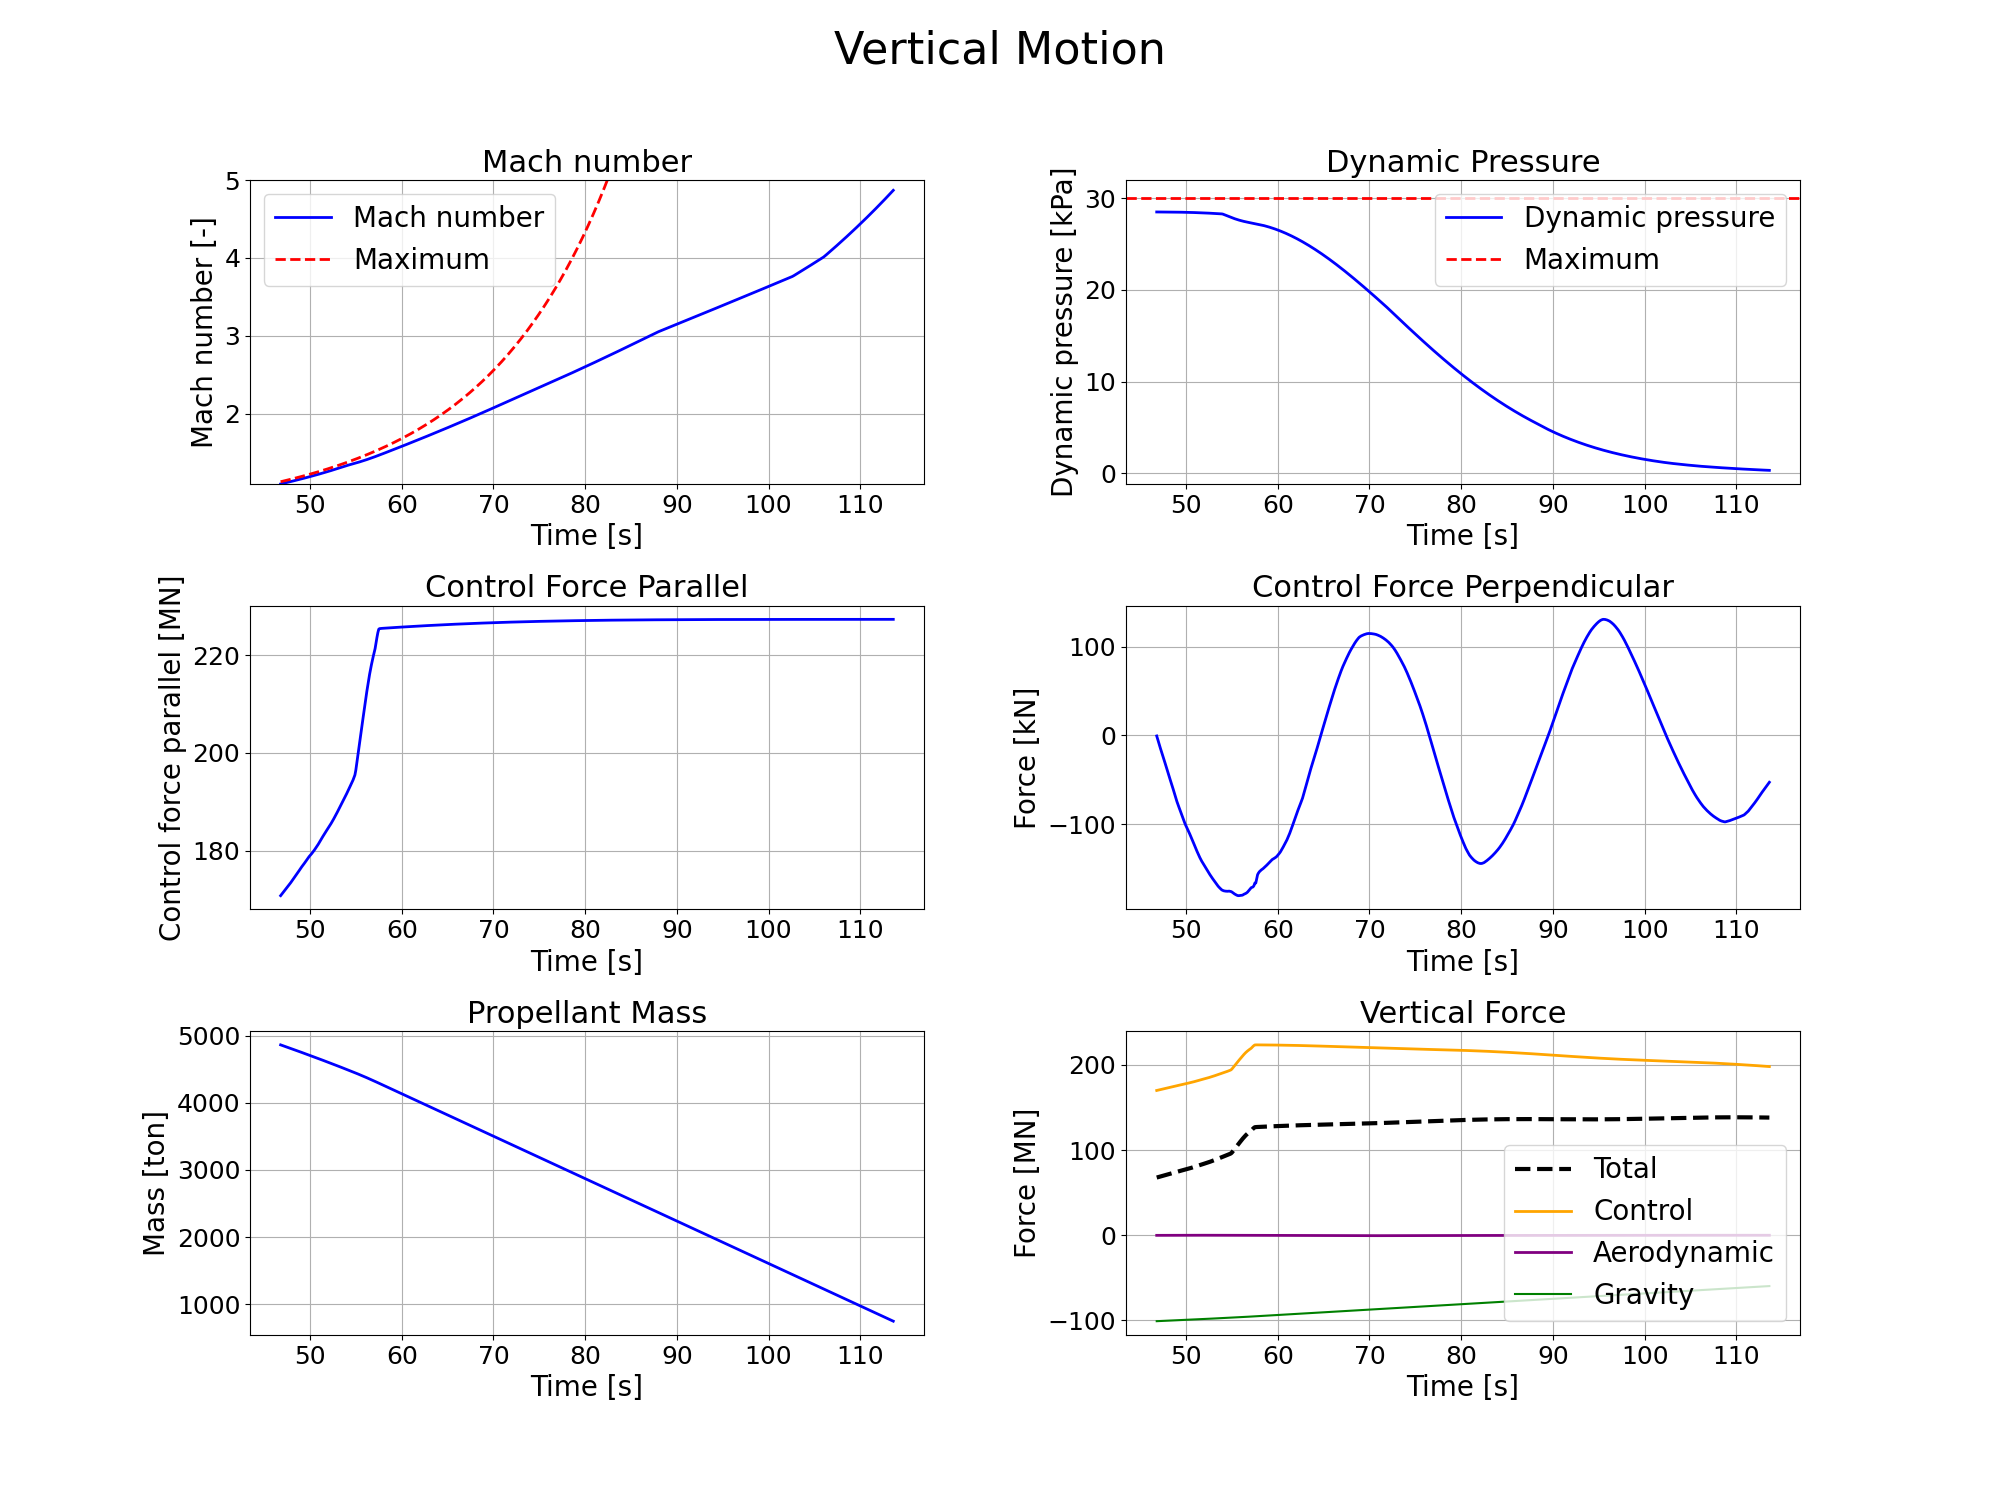 Vertical Motion
Mach number
Mach number [-]
5
4
3
2
Mach number
Maximum
50 60 70 80 90 100 110
Time [s]
Dynamic Pressure
Dynamic pressure [kPa]
30
20
10
0
Dynamic pressure
Maximum
50 60 70 80 90 100 110
Time [s]
Control Force Parallel
Control force parallel [MN]
220
200
180
50 60 70 80 90 100 110
Time [s]
Control Force Perpendicular
Force [kN]
100
0
−100
50 60 70 80 90 100 110
Time [s]
Propellant Mass
Mass [ton]
5000
4000
3000
2000
1000
50 60 70 80 90 100 110
Time [s]
Vertical Force
Force [MN]
200
100
0
−100
Total
Control
Aerodynamic
Gravity
50 60 70 80 90 100 110
Time [s]